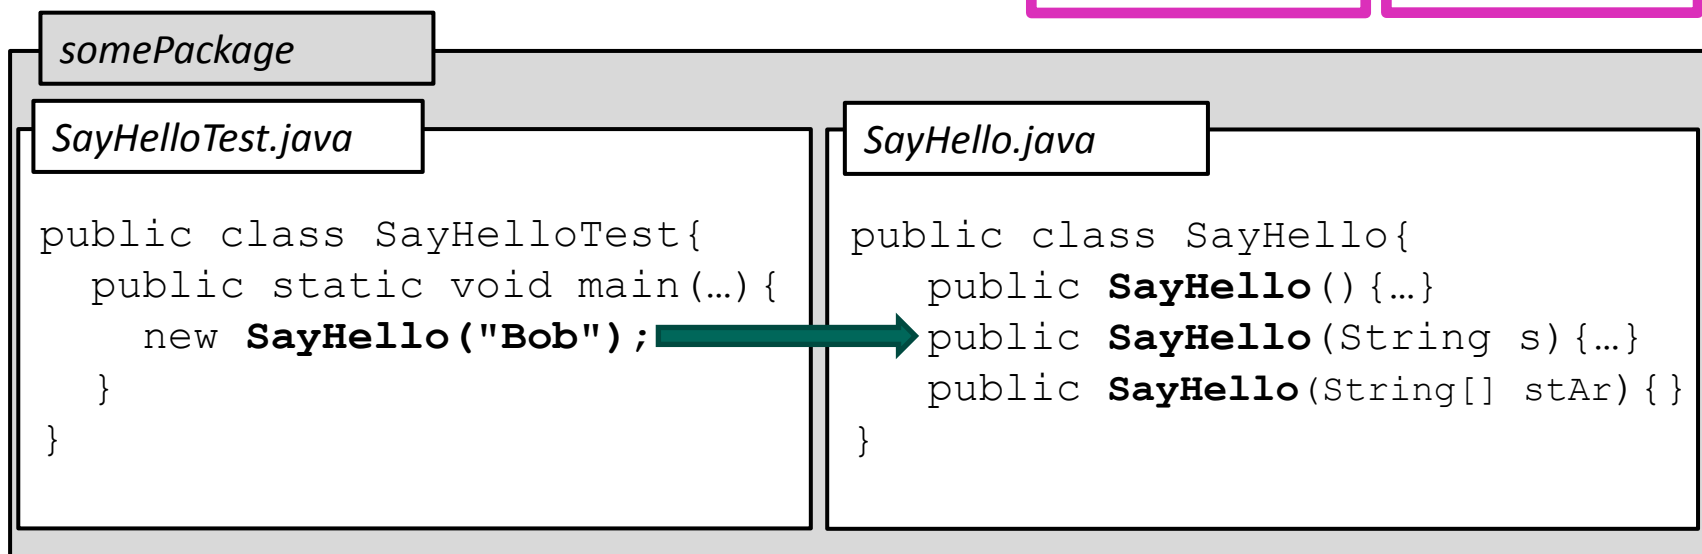 somePackage
SayHelloTest.java
public class SayHelloTest{
public static void main(…){
new SayHello("Bob");
}
}
SayHello.java
public class SayHello{
public SayHello(){…}
public SayHello(String s){…}
public SayHello(String[] stAr){}
}